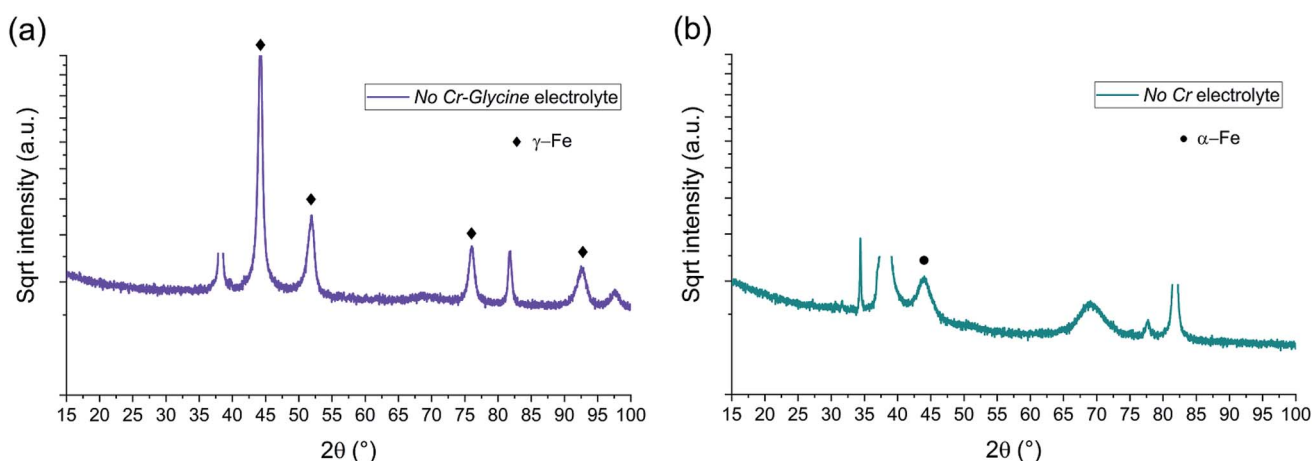 (a)
Sqrt intensity (a.u.)
No Cr-Glycine electrolyte
γ–Fe
15 20 25 30 35 40 45 50 55 60 65 70 75 80 85 90 95 100
2θ (°)
(b)
Sqrt intensity (a.u.)
No Cr electrolyte
α–Fe
15 20 25 30 35 40 45 50 55 60 65 70 75 80 85 90 95 100
2θ (°)